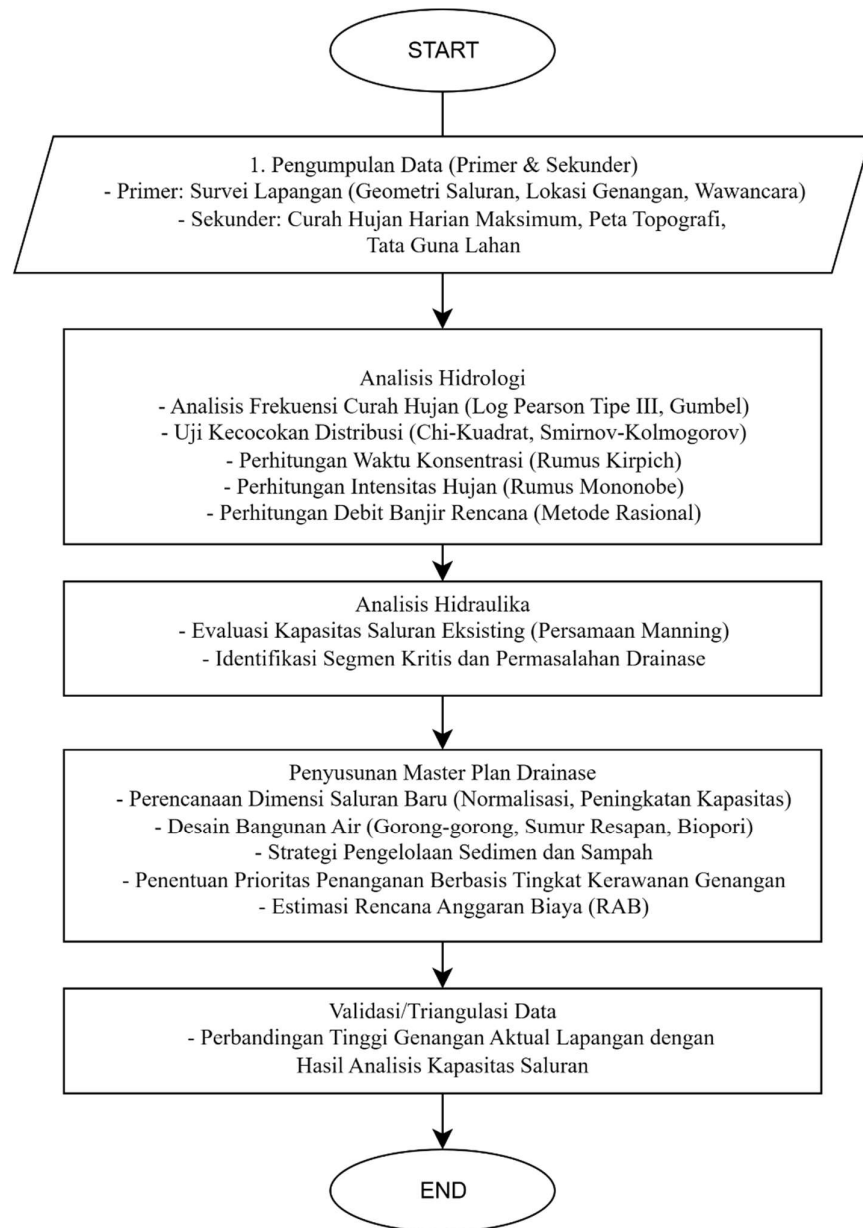 START
1. Pengumpulan Data (Primer & Sekunder)
- Primer: Survei Lapangan (Geometri Saluran, Lokasi Genangan, Wawancara)
- Sekunder: Curah Hujan Harian Maksimum, Peta Topografi,
Tata Guna Lahan
Analisis Hidrologi
- Analisis Frekuensi Curah Hujan (Log Pearson Tipe III, Gumbel)
- Uji Kecocokan Distribusi (Chi-Kuadrat, Smirnov-Kolmogorov)
- Perhitungan Waktu Konsentrasi (Rumus Kirpich)
- Perhitungan Intensitas Hujan (Rumus Mononobe)
- Perhitungan Debit Banjir Rencana (Metode Rasional)
Analisis Hidraulika
- Evaluasi Kapasitas Saluran Eksisting (Persamaan Manning)
- Identifikasi Segmen Kritis dan Permasalahan Drainase
Penyusunan Master Plan Drainase
- Perencanaan Dimensi Saluran Baru (Normalisasi, Peningkatan Kapasitas)
- Desain Bangunan Air (Gorong-gorong, Sumur Resapan, Biopori)
- Strategi Pengelolaan Sedimen dan Sampah
- Penentuan Prioritas Penanganan Berbasis Tingkat Kerawanan Genangan
- Estimasi Rencana Anggaran Biaya (RAB)
Validasi/Triangulasi Data
- Perbandingan Tinggi Genangan Aktual Lapangan dengan
Hasil Analisis Kapasitas Saluran
END